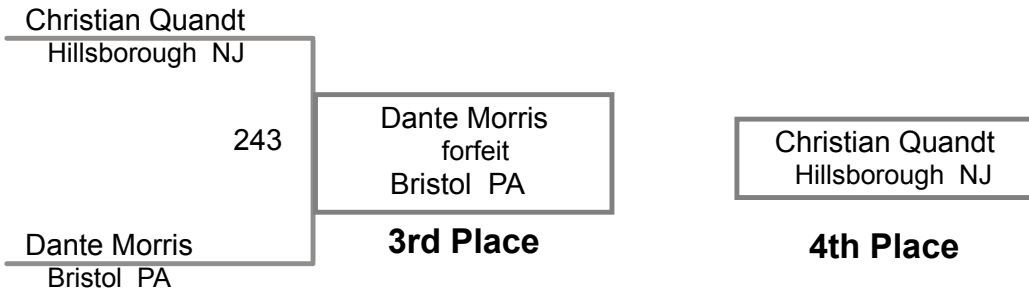 Christian Quandt
Hillsborough NJ
243
Dante Morris
forfeit
Bristol PA
3rd Place
Dante Morris
Bristol PA
Christian Quandt
Hillsborough NJ
4th Place